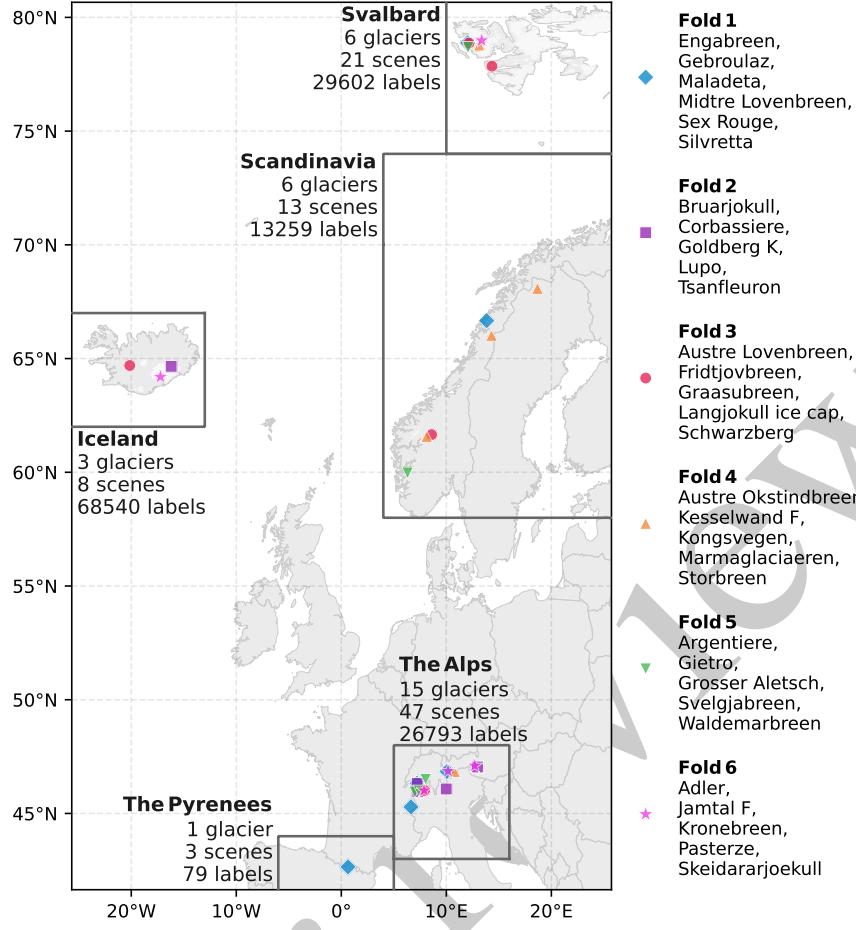 80°N
75°N
70°N
65°N
60°N
55°N
50°N
45°N
20°W
10°W
0°
10°E
20°E
Svalbard
6 glaciers
21 scenes
29602 labels
Scandinavia
6 glaciers
13 scenes
13259 labels
Iceland
3 glaciers
8 scenes
68540 labels
The Alps
15 glaciers
47 scenes
26793 labels
The Pyrenees
1 glacier
3 scenes
79 labels
Fold 1
Engabreen,
Gebroulaz,
Maladeta,
Midtre Lovenbreen,
Sex Rouge,
Silvretta
Fold 2
Bruarjokull,
Corbassiere,
Goldberg K,
Lupo,
Tsanfleuron
Fold 3
Austre Lovenbreen,
Fridtjovbreen,
Graasubreen,
Langjokull ice cap,
Schwarzberg
Fold 4
Austre Okstindbreen
Kesselwand F,
Kongsvegen,
Marmaglaciaeren,
Storbreen
Fold 5
Argentiere,
Gietro,
Grosser Aletsch,
Svelgjabreen,
Waldemarbreen
Fold 6
Adler,
Jamtal F,
Kronebreen,
Pasterze,
Skeidararjoekull